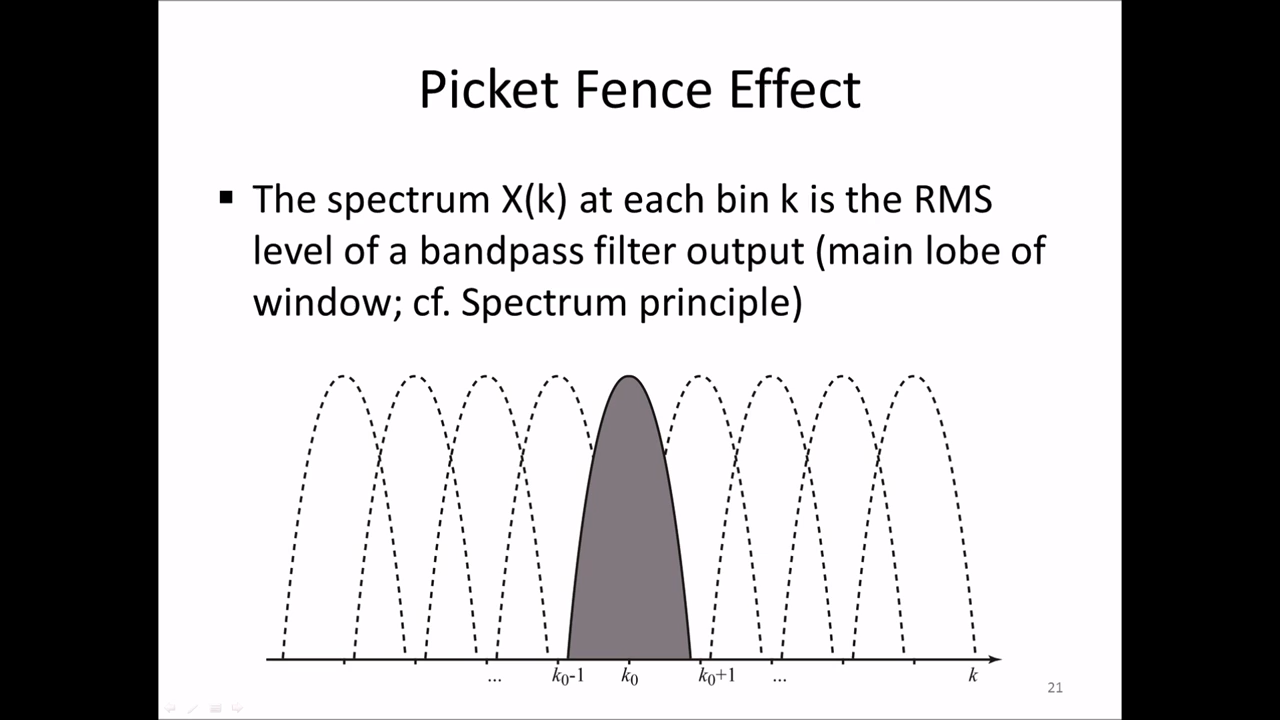 Picket Fence Effect
▪ The spectrum X(k) at each bin k is the RMS
level of a bandpass filter output (main lobe of
window; cf. Spectrum principle)
... k₀-1 k₀ k₀+1 ... k
21